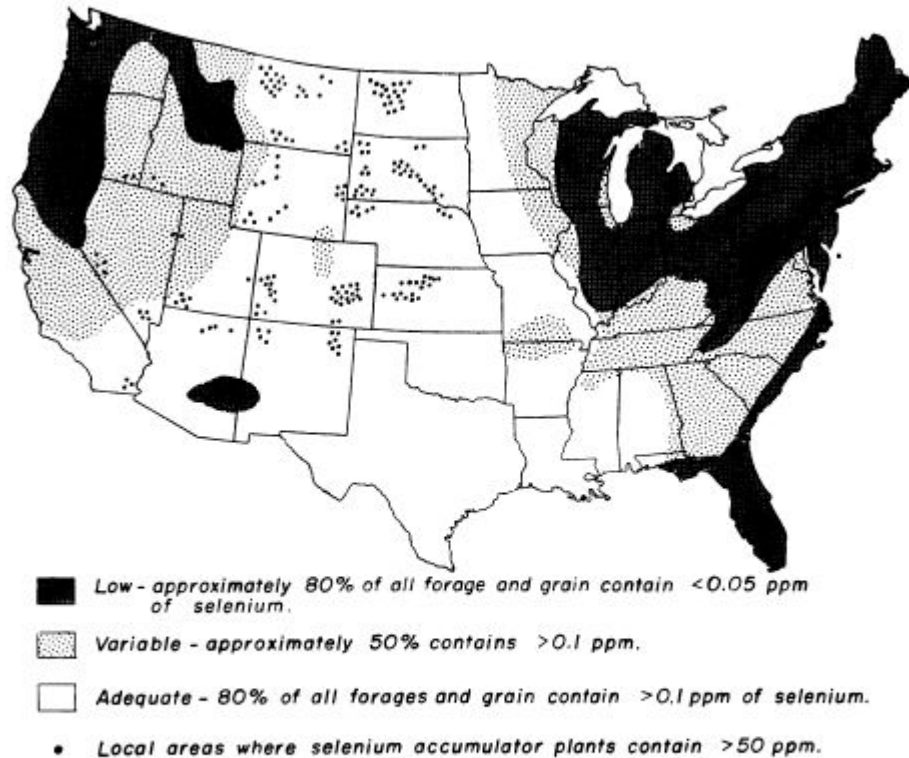 Low - approximately 80% of all forage and grain contain <0.05 ppm
of selenium.
Variable - approximately 50% contains >0.1 ppm.
Adequate - 80% of all forages and grain contain >0.1 ppm of selenium.
Local areas where selenium accumulator plants contain >50 ppm.